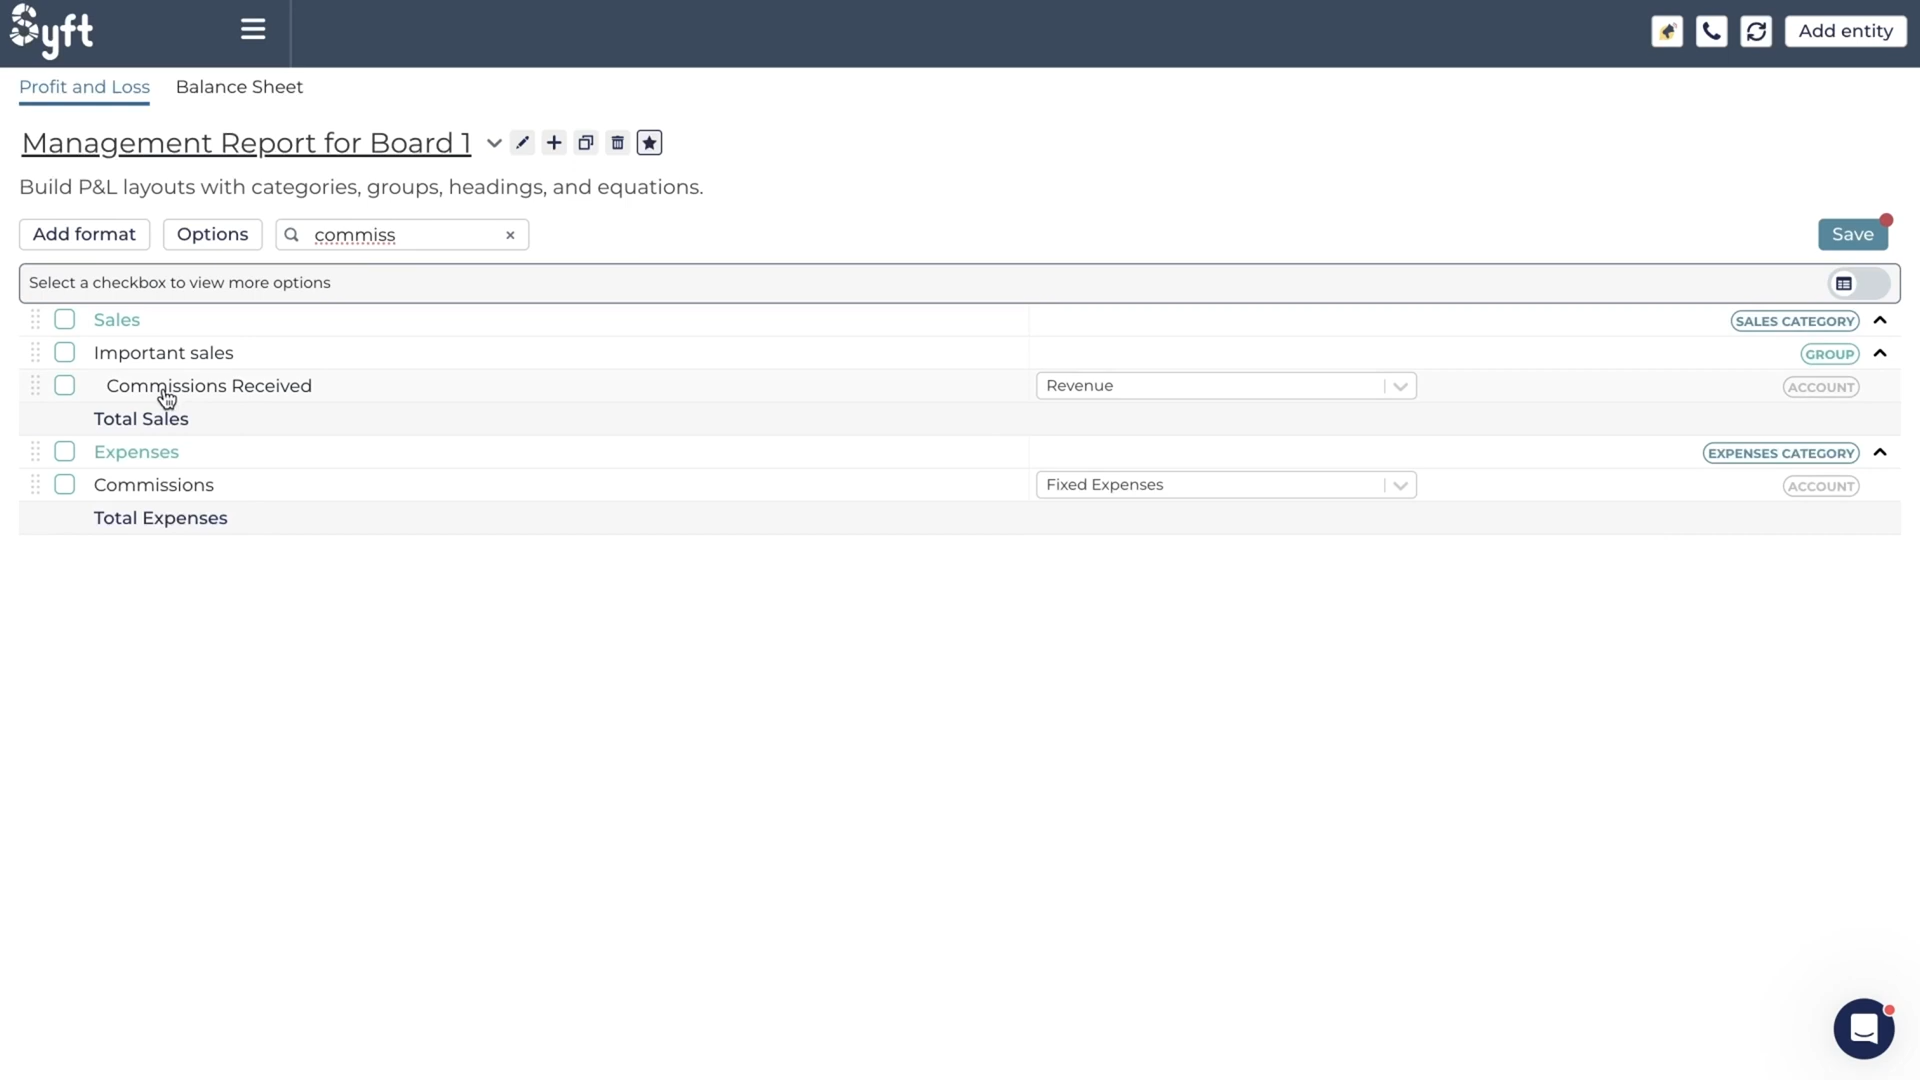 Syft
Add entity
Profit and Loss Balance Sheet
Management Report for Board 1
Build P&L layouts with categories, groups, headings, and equations.
Add format Options commiss × Save
Select a checkbox to view more options
Sales SALES CATEGORY
Important sales GROUP
Commissions Received Revenue ACCOUNT
Total Sales
Expenses EXPENSES CATEGORY
Commissions Fixed Expenses ACCOUNT
Total Expenses